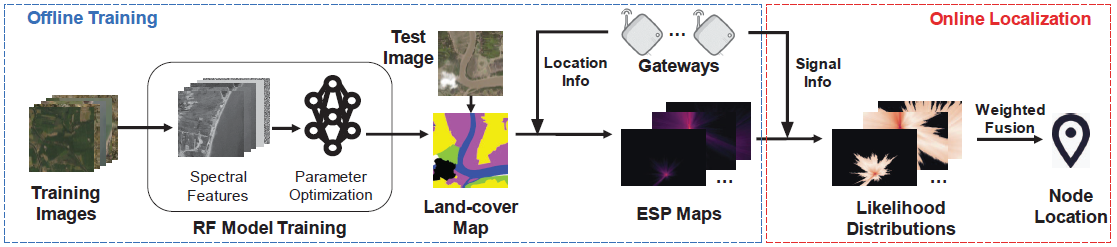 Offline Training
Online Localization
Test
Image
Location
Info
...
Gateways
Signal
Info
Weighted
Fusion
Training
Images
Spectral
Features
Parameter
Optimization
RF Model Training
Land-cover
Map
...
ESP Maps
...
Likelihood
Distributions
Node
Location